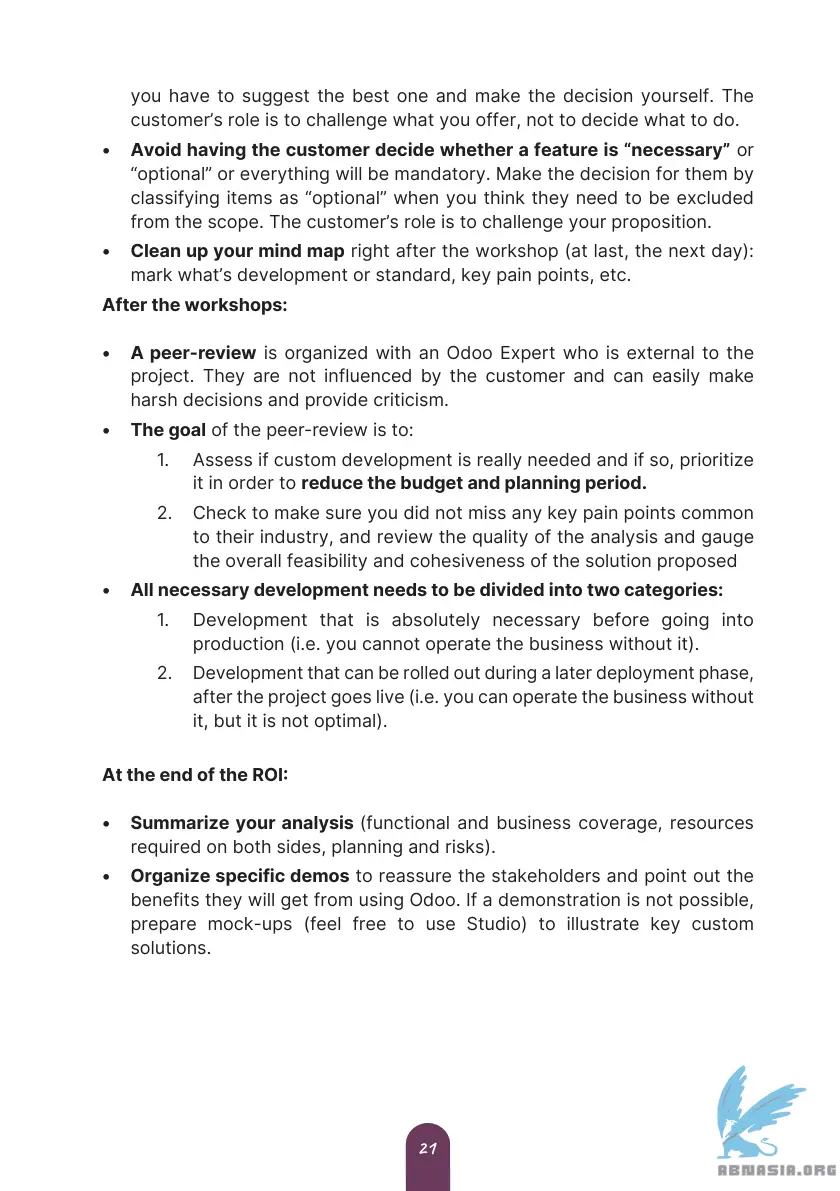 you have to suggest the best one and make the decision yourself. The
customer’s role is to challenge what you offer, not to decide what to do.
• Avoid having the customer decide whether a feature is “necessary” or
“optional” or everything will be mandatory. Make the decision for them by
classifying items as “optional” when you think they need to be excluded
from the scope. The customer’s role is to challenge your proposition.
• Clean up your mind map right after the workshop (at last, the next day):
mark what’s development or standard, key pain points, etc.
After the workshops:
• A peer-review is organized with an Odoo Expert who is external to the
project. They are not influenced by the customer and can easily make
harsh decisions and provide criticism.
• The goal of the peer-review is to:
1. Assess if custom development is really needed and if so, prioritize
it in order to reduce the budget and planning period.
2. Check to make sure you did not miss any key pain points common
to their industry, and review the quality of the analysis and gauge
the overall feasibility and cohesiveness of the solution proposed
• All necessary development needs to be divided into two categories:
1. Development that is absolutely necessary before going into
production (i.e. you cannot operate the business without it).
2. Development that can be rolled out during a later deployment phase,
after the project goes live (i.e. you can operate the business without
it, but it is not optimal).
At the end of the ROI:
• Summarize your analysis (functional and business coverage, resources
required on both sides, planning and risks).
• Organize specific demos to reassure the stakeholders and point out the
benefits they will get from using Odoo. If a demonstration is not possible,
prepare mock-ups (feel free to use Studio) to illustrate key custom
solutions.
21
ABNASIA.ORG